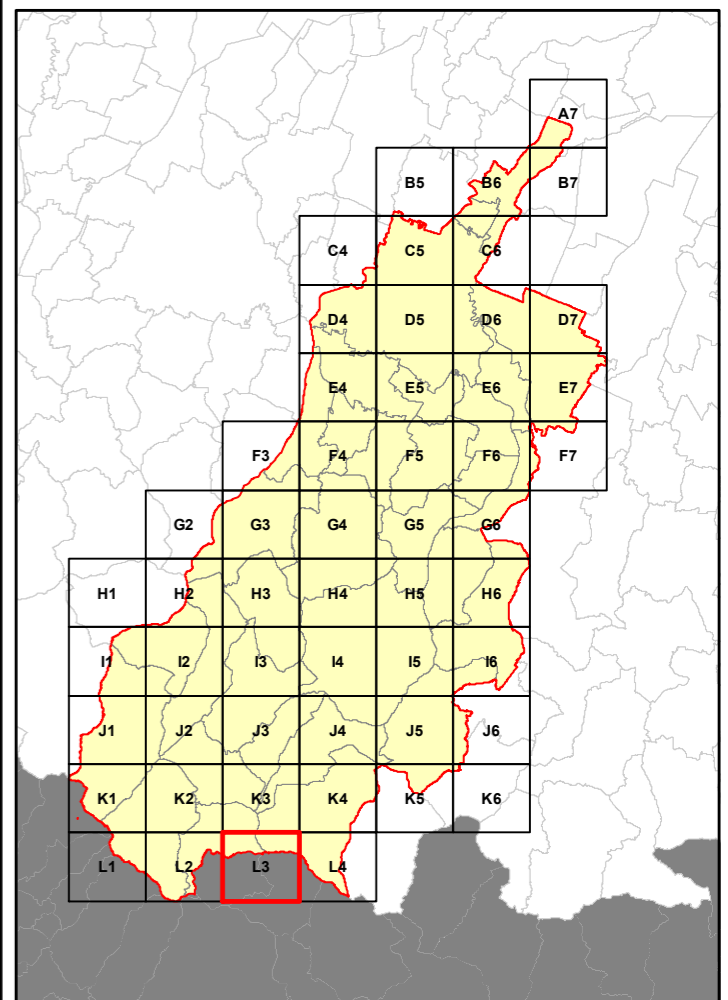 A7
B5 B6 B7
C4 C5 C6
D4 D5 D6 D7
E4 E5 E6 E7
F3 F4 F5 F6 F7
G2 G3 G4 G5 G6
H1 H2 H3 H4 H5 H6
I1 I2 I3 I4 I5 I6
J1 J2 J3 J4 J5 J6
K1 K2 K3 K4 K5 K6
L1 L2 L3 L4